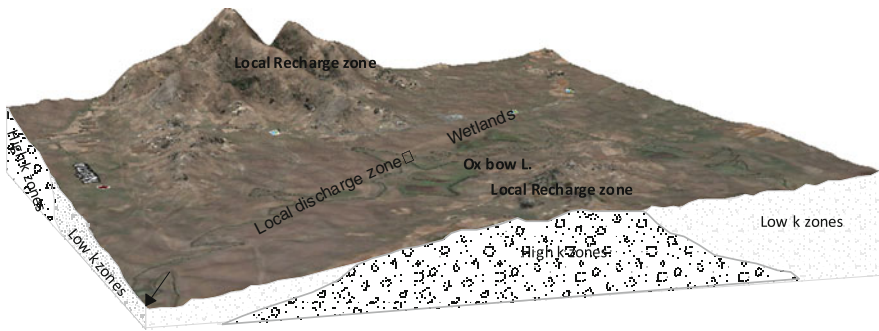 Local Recharge zone
Wetlands
Local discharge zone
Ox bow L.
Local Recharge zone
High k zones
Low k zones
Low k zones
High k zones